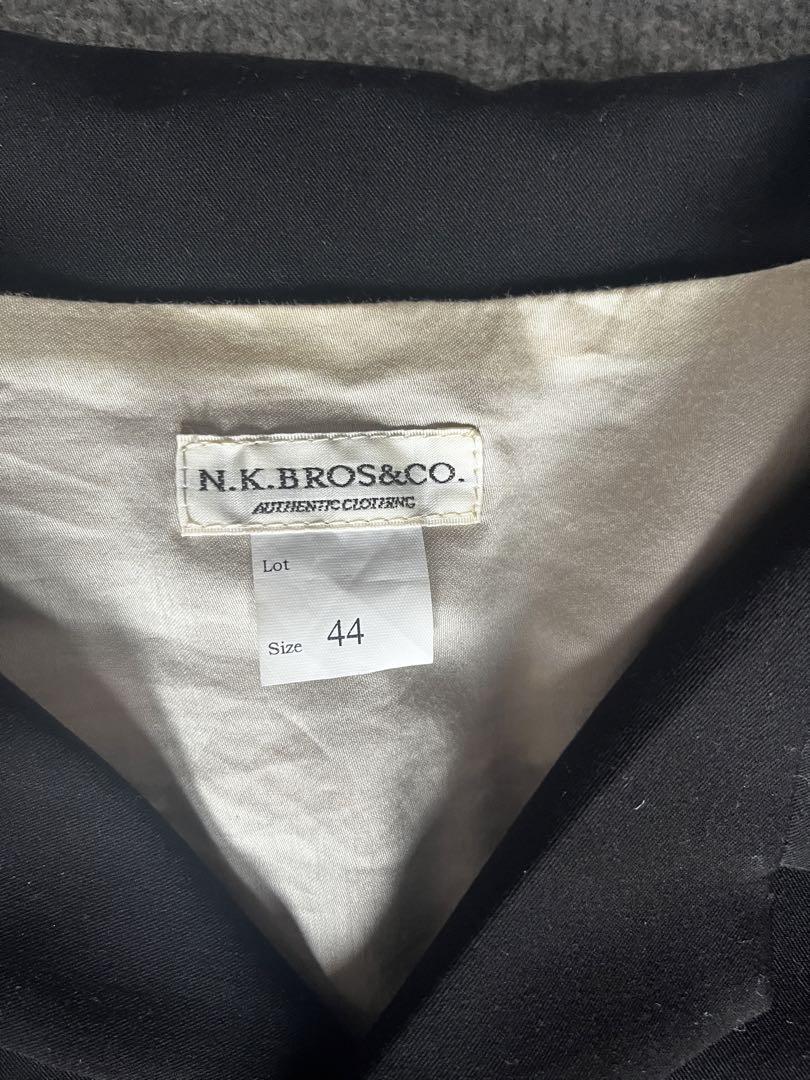 N.K.BROS&CO.
AUTHENTIC CLOTHING
Lot
Size 44